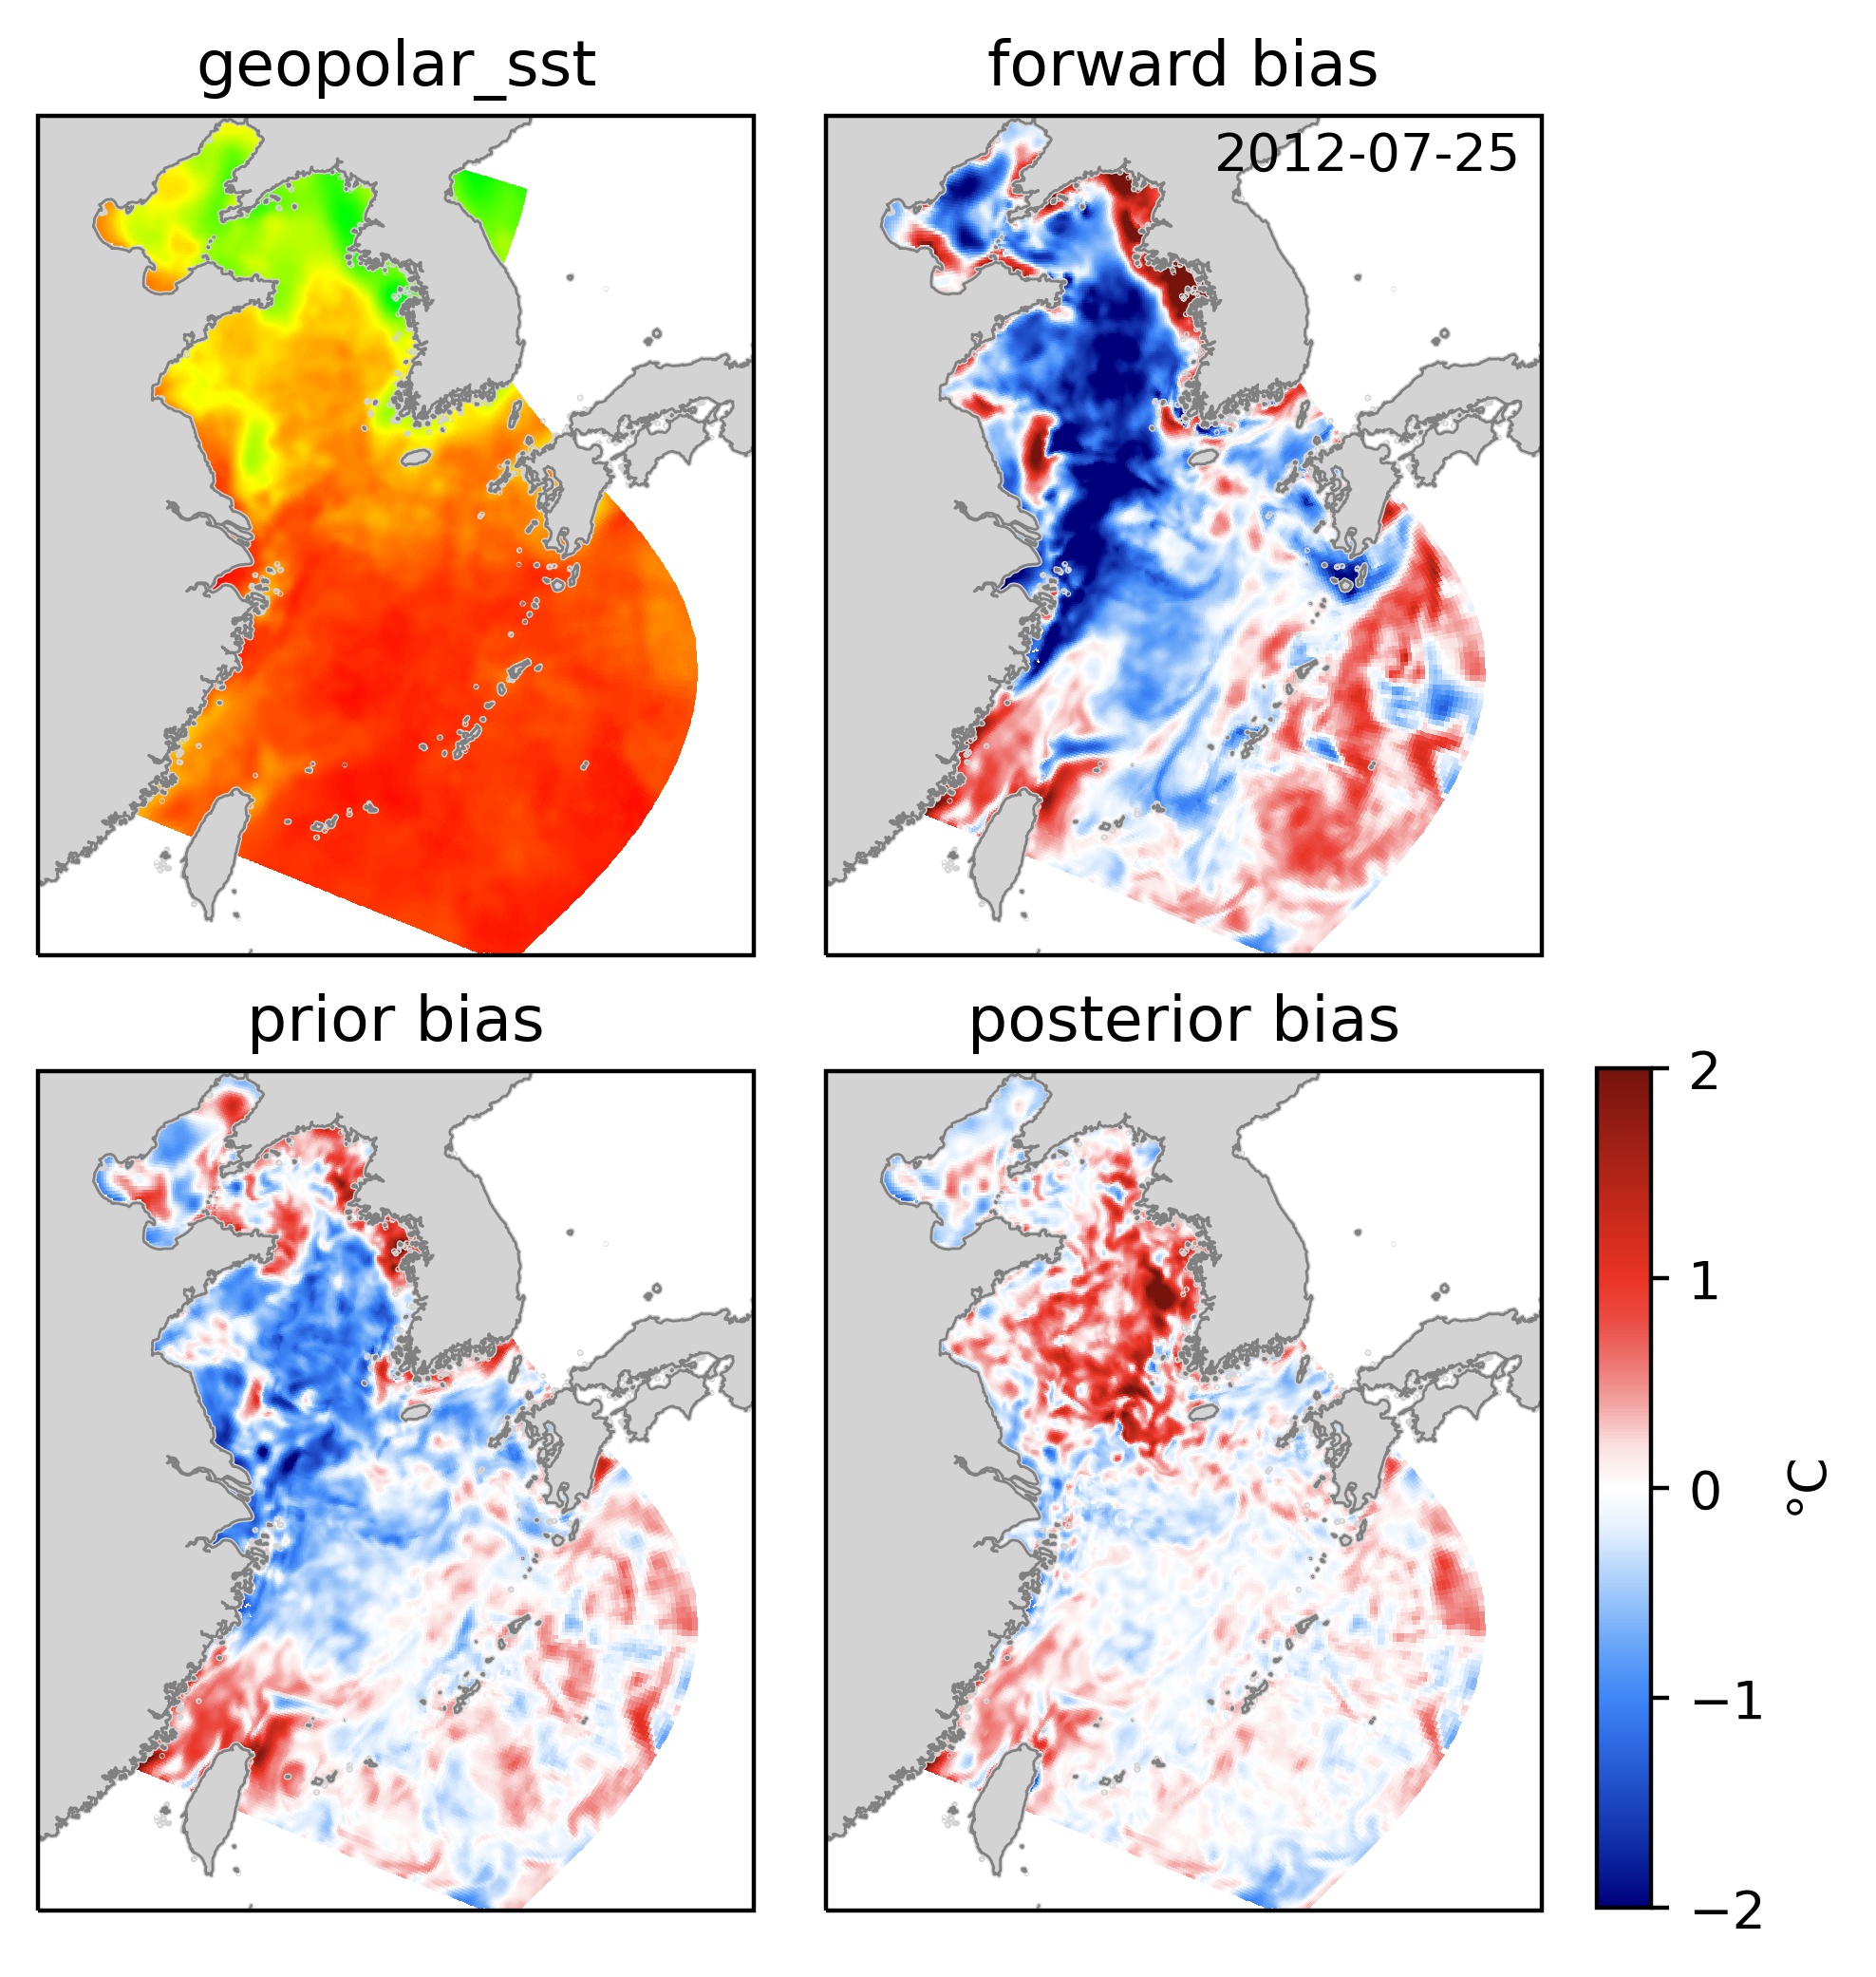 geopolar_sst
forward bias
2012-07-25
prior bias
posterior bias
2
1
0
−1
−2
°C